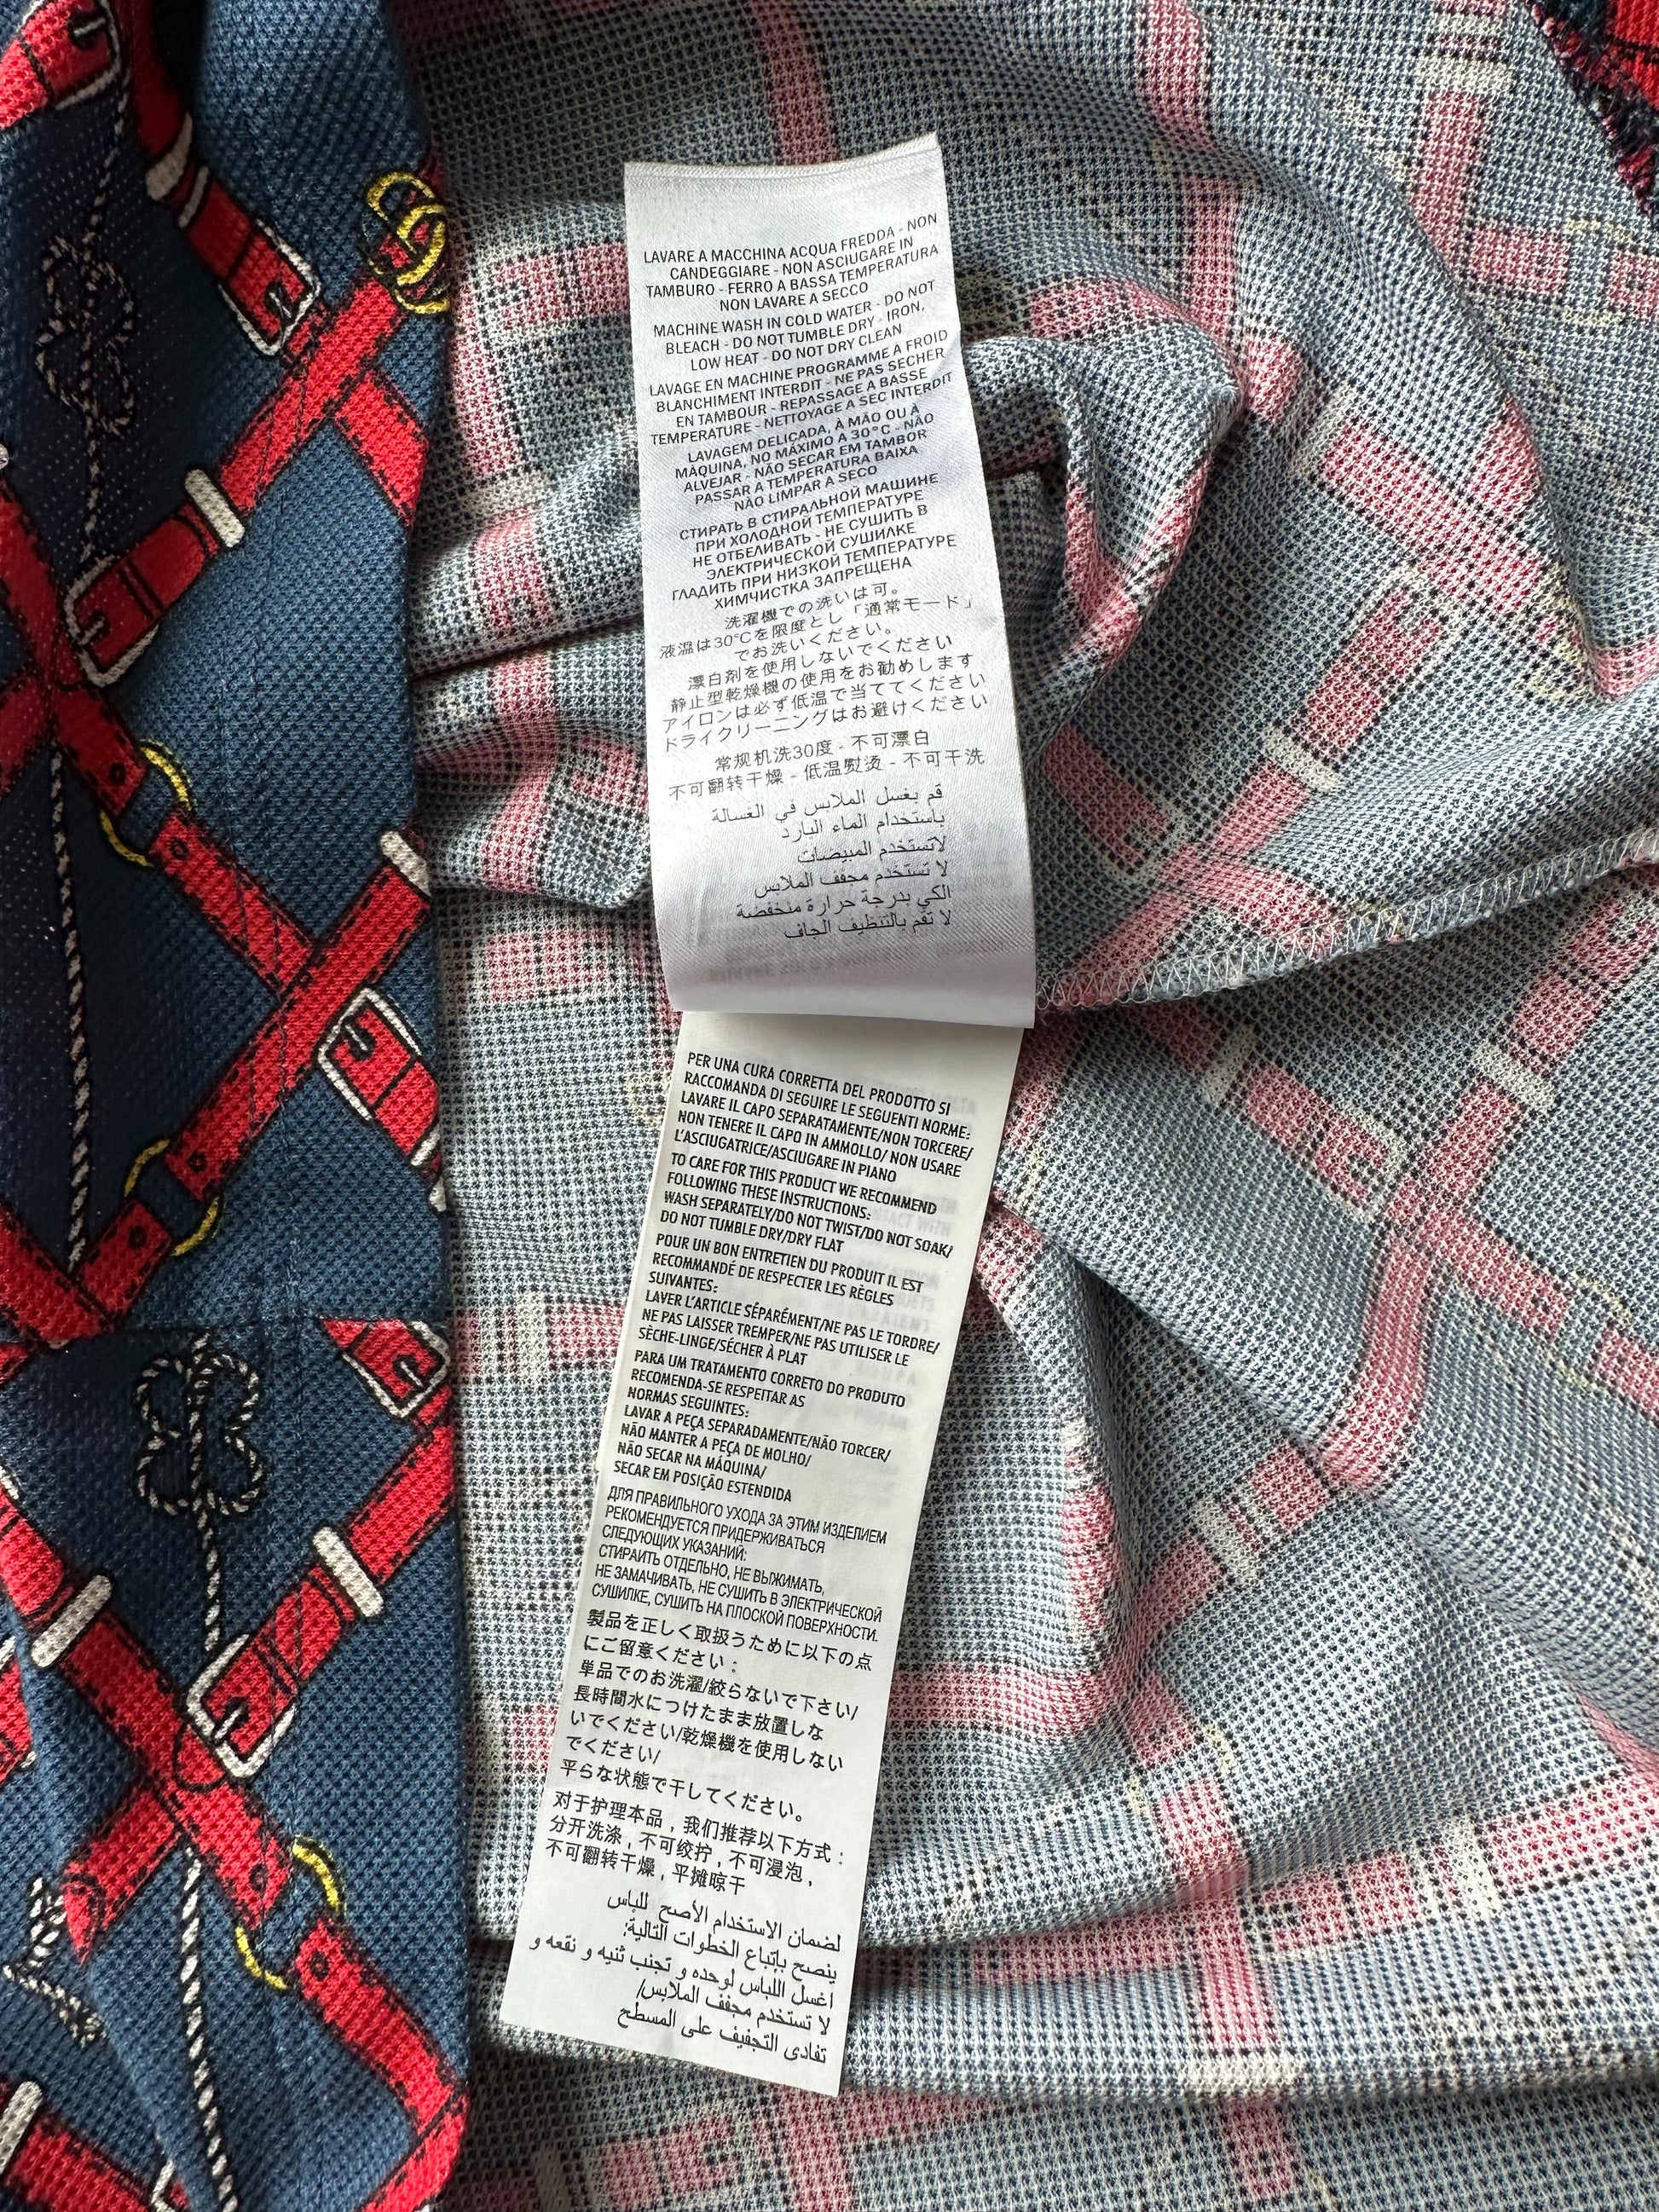 LAVARE A MACCHINA ACQUA FREDDA - NON
CANDEGGIARE - NON ASCIUGARE IN
TAMBURO - FERRO A BASSA TEMPERATURA
NON LAVARE A SECCO
MACHINE WASH IN COLD WATER - DO NOT
BLEACH - DO NOT TUMBLE DRY - IRON,
LOW HEAT - DO NOT DRY CLEAN
LAVAGE EN MACHINE PROGRAMME A FROID
BLANCHIMENT INTERDIT - NE PAS SECHER
EN TAMBOUR - REPASSAGE A BASSE
TEMPERATURE - NETTOYAGE A SEC INTERDIT
LAVAGEM DELICADA, À MÃO OU À
MÁQUINA, NO MÁXIMO A 30°C - NÃO
ALVEJAR - NÃO SECAR EM TAMBOR
PASSAR A TEMPERATURA BAIXA
NÃO LIMPAR A SECO
СТИРАТЬ В СТИРАЛЬНОЙ МАШИНЕ
ПРИ ХОЛОДНОЙ ТЕМПЕРАТУРЕ
НЕ ОТБЕЛИВАТЬ - НЕ СУШИТЬ В
ЭЛЕКТРИЧЕСКОЙ СУШИЛКЕ
ГЛАДИТЬ ПРИ НИЗКОЙ ТЕМПЕРАТУРЕ
ХИМЧИСТКА ЗАПРЕЩЕНА
洗濯機での洗いは可。
液温は30℃を限度とし 「通常モード」
でお洗いください。
漂白剤を使用しないでください
静止型乾燥機の使用をお勧めします
アイロンは必ず低温で当ててください
ドライクリーニングはお避けください
常规机洗30度 - 不可漂白
不可翻转干燥 - 低温熨烫 - 不可干洗
قم بغسل الملابس في الغسالة
باستخدام الماء البارد
لاتستخدم المبيضات
لا تستخدم مجفف الملابس
الكي بدرجة حرارة منخفضة
لا تقم بالتنظيف الجاف
PER UNA CURA CORRETTA DEL PRODOTTO SI
RACCOMANDA DI SEGUIRE LE SEGUENTI NORME:
LAVARE IL CAPO SEPARATAMENTE/NON TORCERE/
NON TENERE IL CAPO IN AMMOLLO/ NON USARE
L'ASCIUGATRICE/ASCIUGARE IN PIANO
TO CARE FOR THIS PRODUCT WE RECOMMEND
FOLLOWING THESE INSTRUCTIONS:
WASH SEPARATELY/DO NOT TWIST/DO NOT SOAK/
DO NOT TUMBLE DRY/DRY FLAT
POUR UN BON ENTRETIEN DU PRODUIT IL EST
RECOMMANDÉ DE RESPECTER LES RÈGLES
SUIVANTES:
LAVER L'ARTICLE SÉPARÉMENT/NE PAS LE TORDRE/
NE PAS LAISSER TREMPER/NE PAS UTILISER LE
SÈCHE-LINGE/SÉCHER À PLAT
PARA UM TRATAMENTO CORRETO DO PRODUTO
RECOMENDA-SE RESPEITAR AS
NORMAS SEGUINTES:
LAVAR A PEÇA SEPARADAMENTE/NÃO TORCER/
NÃO MANTER A PEÇA DE MOLHO/
NÃO SECAR NA MÁQUINA/
SECAR EM POSIÇÃO ESTENDIDA
ДЛЯ ПРАВИЛЬНОГО УХОДА ЗА ЭТИМ ИЗДЕЛИЕМ
РЕКОМЕНДУЕТСЯ ПРИДЕРЖИВАТЬСЯ
СЛЕДУЮЩИХ УКАЗАНИЙ:
СТИРАИТЬ ОТДЕЛЬНО, НЕ ВЫЖИМАТЬ,
НЕ ЗАМАЧИВАТЬ, НЕ СУШИТЬ В ЭЛЕКТРИЧЕСКОЙ
СУШИЛКЕ, СУШИТЬ НА ПЛОСКОЙ ПОВЕРХНОСТИ.
製品を正しく取扱うために以下の点
にご留意ください：
単品でのお洗濯/絞らないで下さい/
長時間水につけたまま放置しな
いでください/乾燥機を使用しない
でください/
平らな状態で干してください。
对于护理本品，我们推荐以下方式：
分开洗涤，不可绞拧，不可浸泡，
不可翻转干燥，平摊晾干
لضمان الاستخدام الأصح للباس
ينصح بإتباع الخطوات التالية:
أغسل اللباس لوحده و تجنب ثنيه و نقعه و
لا تستخدم مجفف الملابس/
تفادى التجفيف على المسطح